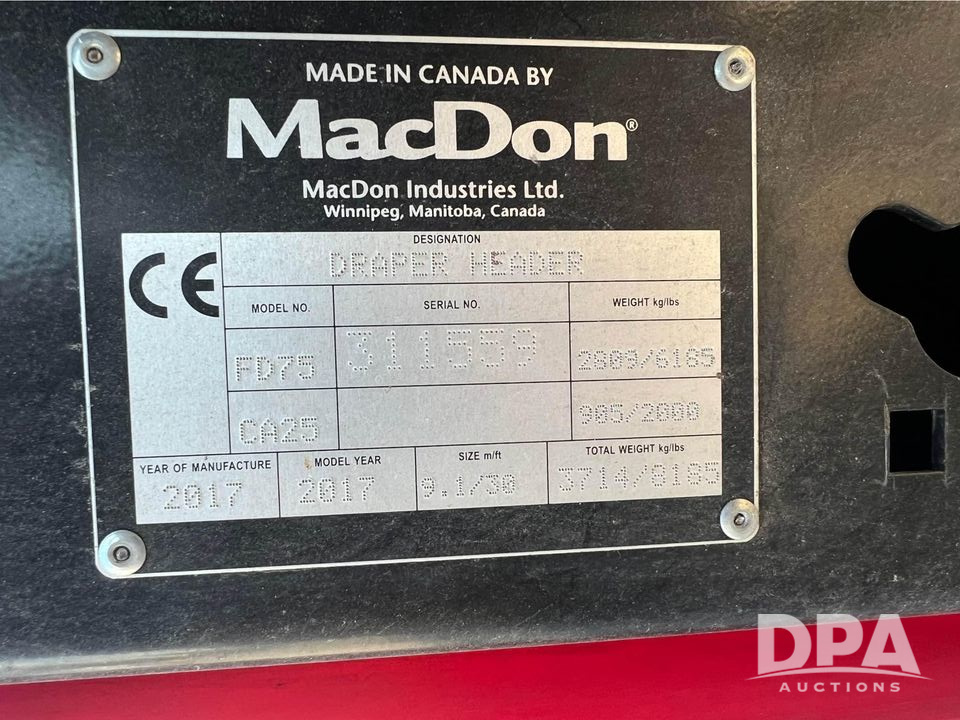 MADE IN CANADA BY
MacDon®
MacDon Industries Ltd.
Winnipeg, Manitoba, Canada
CE
DESIGNATION
DRAPER HEADER
MODEL NO. SERIAL NO. WEIGHT kg/lbs
FD75 311559 2809/6185
CA25 905/2000
YEAR OF MANUFACTURE MODEL YEAR SIZE m/ft TOTAL WEIGHT kg/lbs
2017 2017 9.1/30 3714/8185
DPA
AUCTIONS